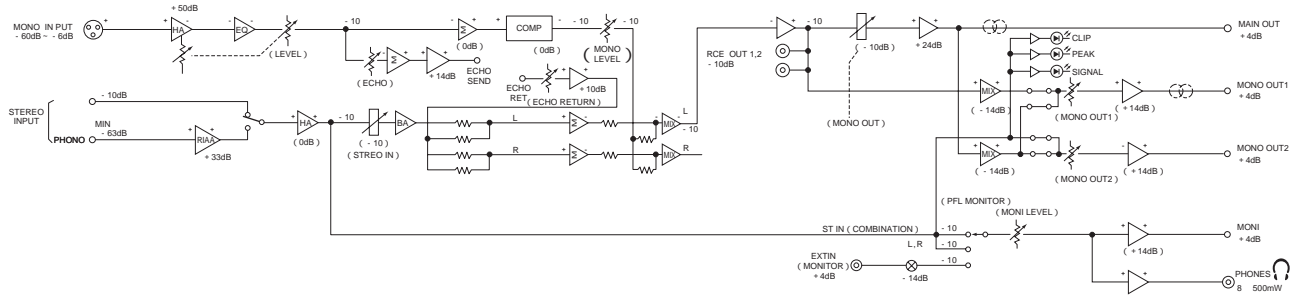 MONO IN PUT
- 60dB ~ - 6dB
+ 50dB
HA
EQ
( LEVEL )
- 10
M
( 0dB )
COMP
( 0dB )
- 10
- 10
MONO
( LEVEL )
( ECHO )
M
+ 14dB
ECHO
SEND
ECHO
RET
( ECHO RETURN )
+ 10dB
RCE OUT 1,2
- 10dB
- 10
- 10
( - 10dB )
+ 24dB
( MONO OUT )
MAIN OUT
+ 4dB
CLIP
PEAK
SIGNAL
MIX
( - 14dB )
( MONO OUT1 )
( + 14dB )
MONO OUT1
+ 4dB
MIX
( - 14dB )
( MONO OUT2 )
( + 14dB )
MONO OUT2
+ 4dB
STEREO
INPUT
- 10dB
MIN
- 63dB
PHONO
RIAA
+ 33dB
HA
( 0dB )
- 10
( - 10 )
( STREO IN )
BA
L
M
MIX
L
- 10
R
M
MIX
R
( PFL MONITOR )
( MONI LEVEL )
ST IN ( COMBINATION )
- 10
L, R
- 10
EXTIN
( MONITOR )
+ 4dB
- 14dB
- 10
( + 14dB )
MONI
+ 4dB
PHONES
8 500mW